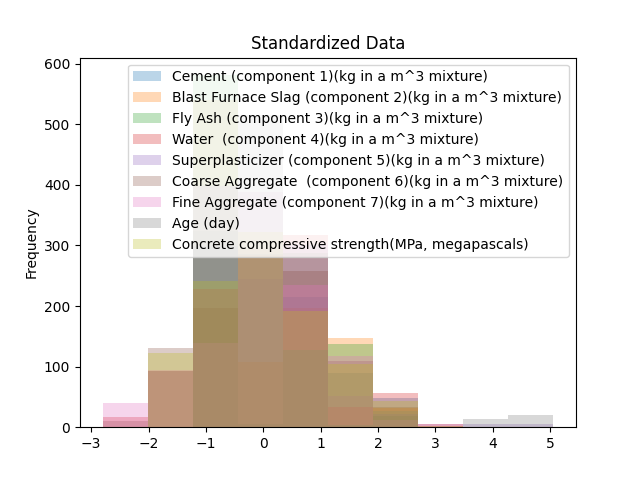 Standardized Data
600
500
400
300
200
100
0
Frequency
Cement (component 1)(kg in a m^3 mixture)
Blast Furnace Slag (component 2)(kg in a m^3 mixture)
Fly Ash (component 3)(kg in a m^3 mixture)
Water  (component 4)(kg in a m^3 mixture)
Superplasticizer (component 5)(kg in a m^3 mixture)
Coarse Aggregate  (component 6)(kg in a m^3 mixture)
Fine Aggregate (component 7)(kg in a m^3 mixture)
Age (day)
Concrete compressive strength(MPa, megapascals)
−3 −2 −1 0 1 2 3 4 5